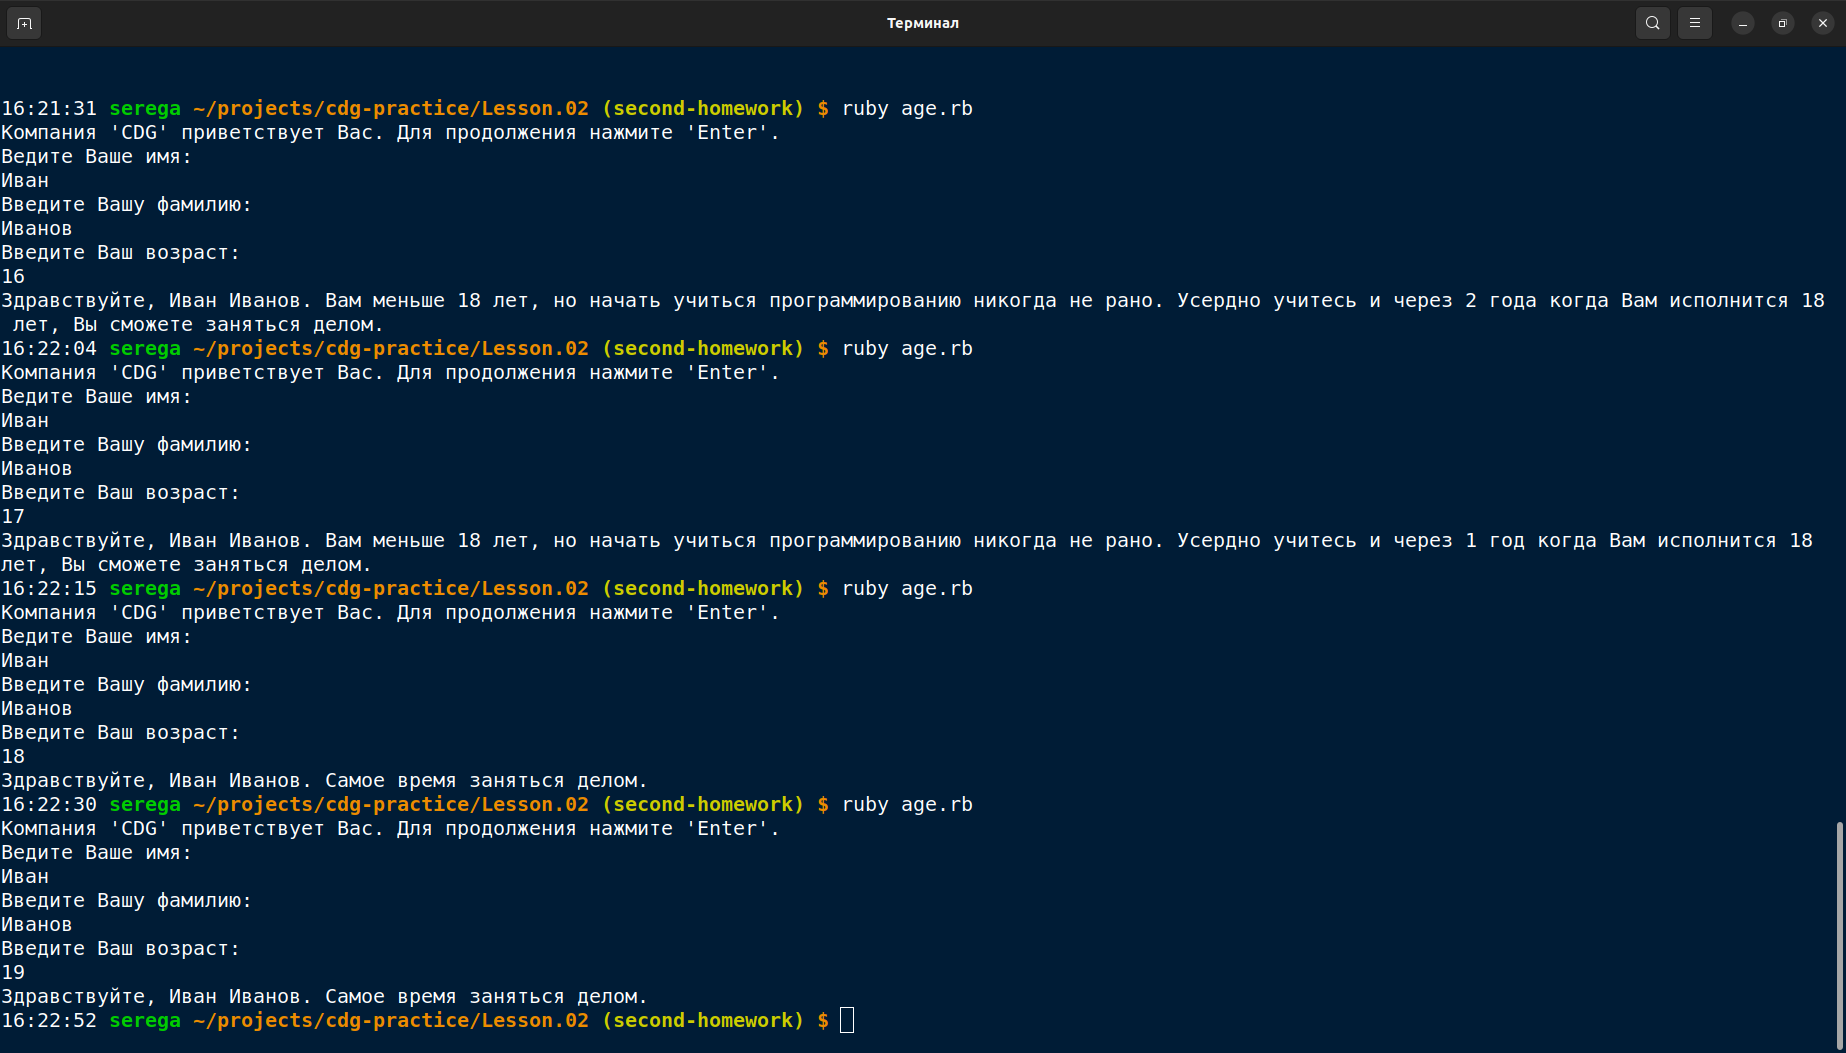 Терминал
16:21:31 serega ~/projects/cdg-practice/Lesson.02 (second-homework) $ ruby age.rb
Компания 'CDG' приветствует Вас. Для продолжения нажмите 'Enter'.
Ведите Ваше имя:
Иван
Введите Вашу фамилию:
Иванов
Введите Ваш возраст:
16
Здравствуйте, Иван Иванов. Вам меньше 18 лет, но начать учиться программированию никогда не рано. Усердно учитесь и через 2 года когда Вам исполнится 18
лет, Вы сможете заняться делом.
16:22:04 serega ~/projects/cdg-practice/Lesson.02 (second-homework) $ ruby age.rb
Компания 'CDG' приветствует Вас. Для продолжения нажмите 'Enter'.
Ведите Ваше имя:
Иван
Введите Вашу фамилию:
Иванов
Введите Ваш возраст:
17
Здравствуйте, Иван Иванов. Вам меньше 18 лет, но начать учиться программированию никогда не рано. Усердно учитесь и через 1 год когда Вам исполнится 18
лет, Вы сможете заняться делом.
16:22:15 serega ~/projects/cdg-practice/Lesson.02 (second-homework) $ ruby age.rb
Компания 'CDG' приветствует Вас. Для продолжения нажмите 'Enter'.
Ведите Ваше имя:
Иван
Введите Вашу фамилию:
Иванов
Введите Ваш возраст:
18
Здравствуйте, Иван Иванов. Самое время заняться делом.
16:22:30 serega ~/projects/cdg-practice/Lesson.02 (second-homework) $ ruby age.rb
Компания 'CDG' приветствует Вас. Для продолжения нажмите 'Enter'.
Ведите Ваше имя:
Иван
Введите Вашу фамилию:
Иванов
Введите Ваш возраст:
19
Здравствуйте, Иван Иванов. Самое время заняться делом.
16:22:52 serega ~/projects/cdg-practice/Lesson.02 (second-homework) $